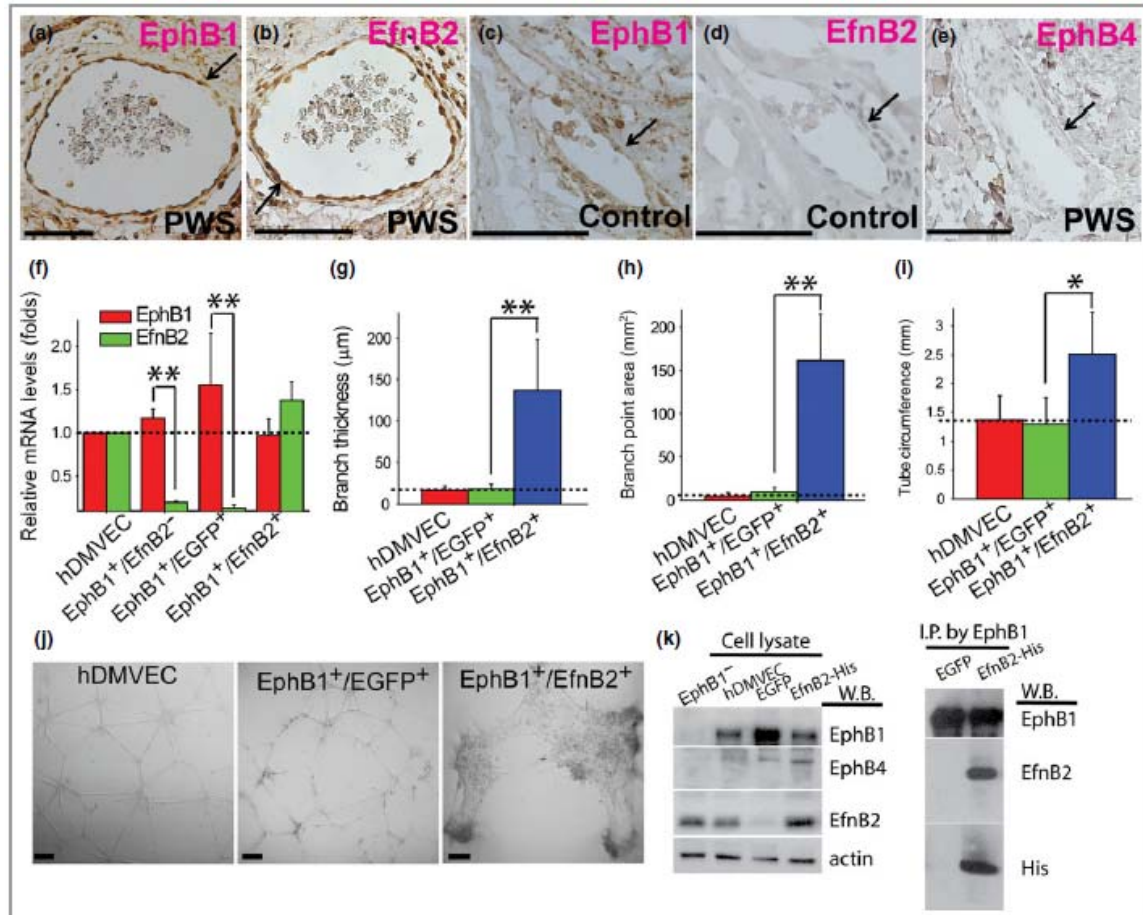 (a) EphB1
PWS
(b) EfnB2
PWS
(c) EphB1
Control
(d) EfnB2
Control
(e) EphB4
PWS
(f)
Relative mRNA levels (folds)
EphB1
EfnB2
**
**
2.0
1.5
1.0
0.5
hDMVEC
EphB1+/EfnB2-
EphB1+/EGFP+
EphB1+/EfnB2+
(g)
Branch thickness (μm)
**
200
150
100
50
0
hDMVEC
EphB1+/EGFP+
EphB1+/EfnB2+
(h)
Branch point area (mm2)
**
200
150
100
50
0
hDMVEC
EphB1+/EGFP+
EphB1+/EfnB2+
(i)
Tube circumference (mm)
*
3.5
3
2.5
2
1.5
1
0.5
0
hDMVEC
EphB1+/EGFP+
EphB1+/EfnB2+
(j)
hDMVEC
EphB1+/EGFP+
EphB1+/EfnB2+
(k)
Cell lysate
EphB1-
hDMVEC
EGFP
EfnB2-His
W.B.
EphB1
EphB4
EfnB2
actin
I.P. by EphB1
EGFP
EfnB2-His
W.B.
EphB1
EfnB2
His